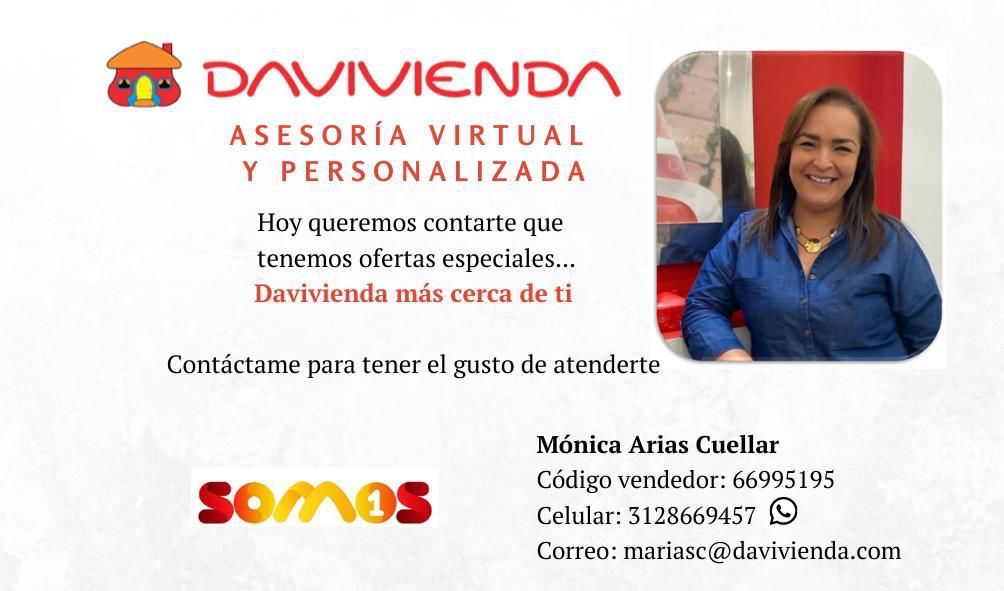 DAVIVIENDA
ASESORÍA VIRTUAL
Y PERSONALIZADA
Hoy queremos contarte que
tenemos ofertas especiales...
Davivienda más cerca de ti
Contáctame para tener el gusto de atenderte
SOMOS 1
Mónica Arias Cuellar
Código vendedor: 66995195
Celular: 3128669457
Correo: mariasc@davivienda.com